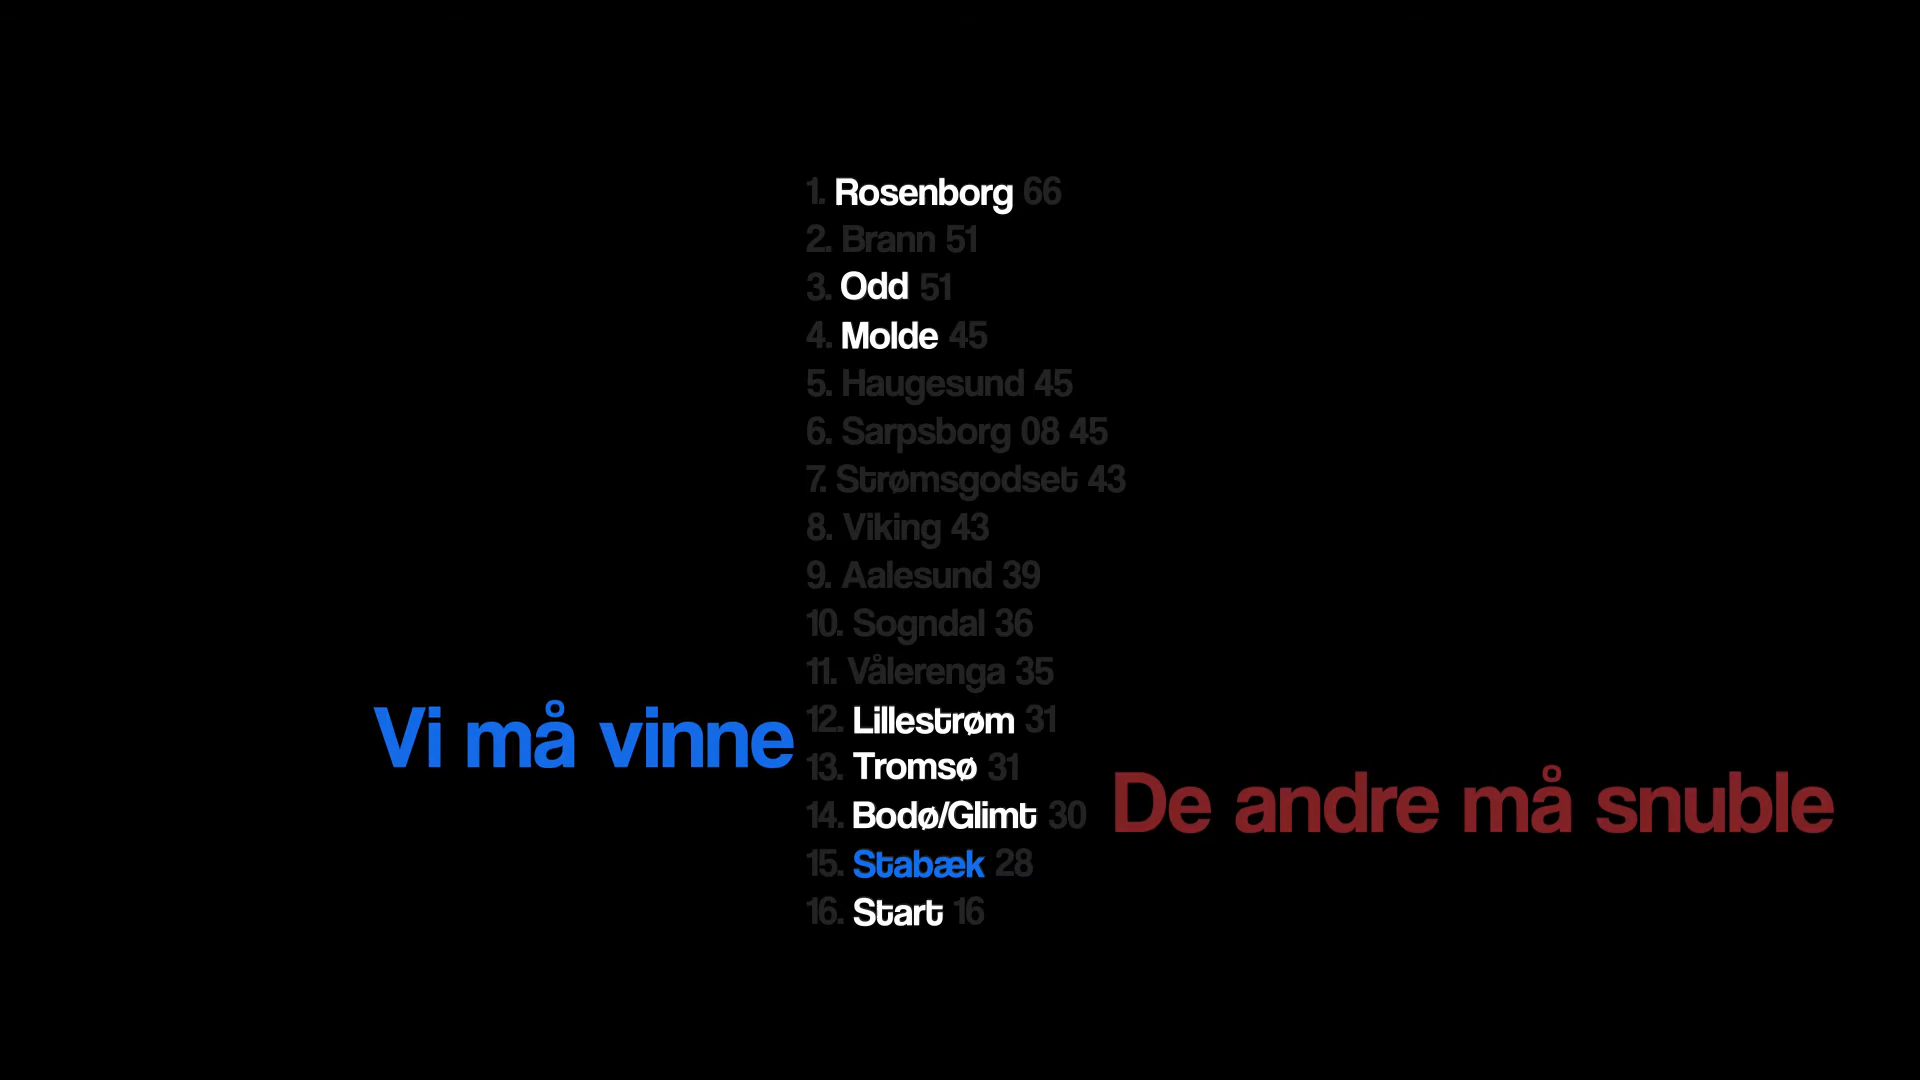 1. Rosenborg 66
2. Brann 51
3. Odd 51
4. Molde 45
5. Haugesund 45
6. Sarpsborg 08 45
7. Strømsgodset 43
8. Viking 43
9. Aalesund 39
10. Sogndal 36
11. Vålerenga 35
Vi må vinne
12. Lillestrøm 31
13. Tromsø 31
De andre må snuble
14. Bodø/Glimt 30
15. Stabæk 28
16. Start 16